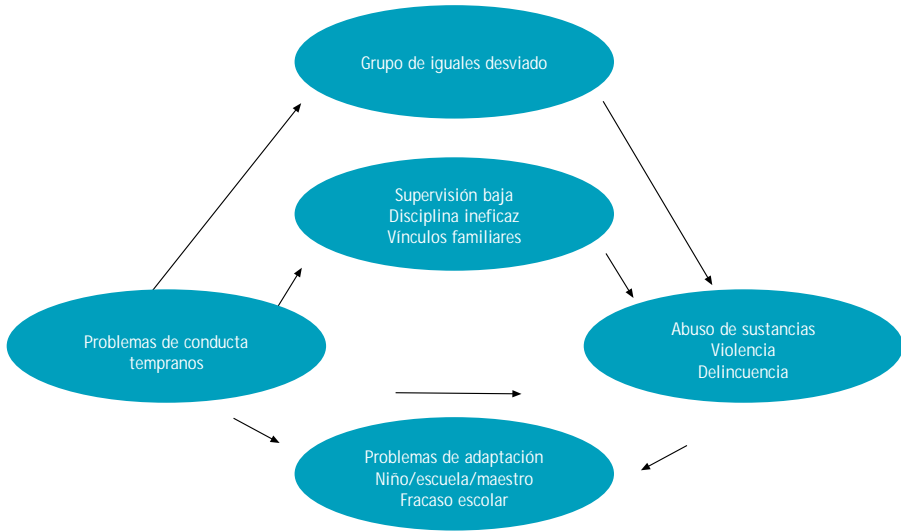 Grupo de iguales desviado
Supervisión baja
Disciplina ineficaz
Vínculos familiares
Problemas de conducta
tempranos
Abuso de sustancias
Violencia
Delincuencia
Problemas de adaptación
Niño/escuela/maestro
Fracaso escolar